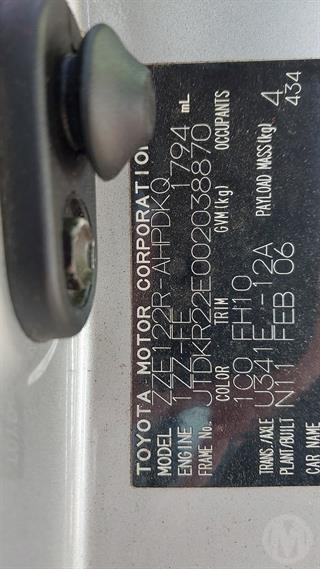 TOYOTA MOTOR CORPORATION
MODEL ZZE122R-AHPDKQ
ENGINE 1ZZ-FE 1794 mL
FRAME No. JTDKR22E002038870
COLOR TRIM GVM(kg) OCCUPANTS
1C0 FH10 4
TRANS./AXLE U341E -12A PAYLOAD MASS(kg) 434
PLANT/BUILT N11 FEB 06
CAR NAME